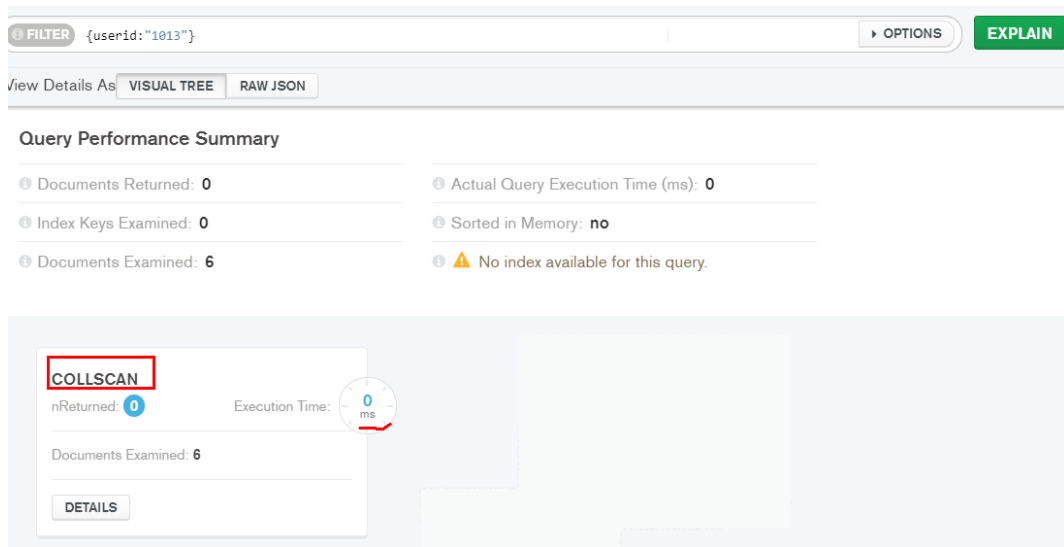 FILTER {userid:"1013"} OPTIONS EXPLAIN
View Details As VISUAL TREE RAW JSON
Query Performance Summary
Documents Returned: 0
Actual Query Execution Time (ms): 0
Index Keys Examined: 0
Sorted in Memory: no
Documents Examined: 6
No index available for this query.
COLLSCAN
nReturned: 0 Execution Time: 0 ms
Documents Examined: 6
DETAILS